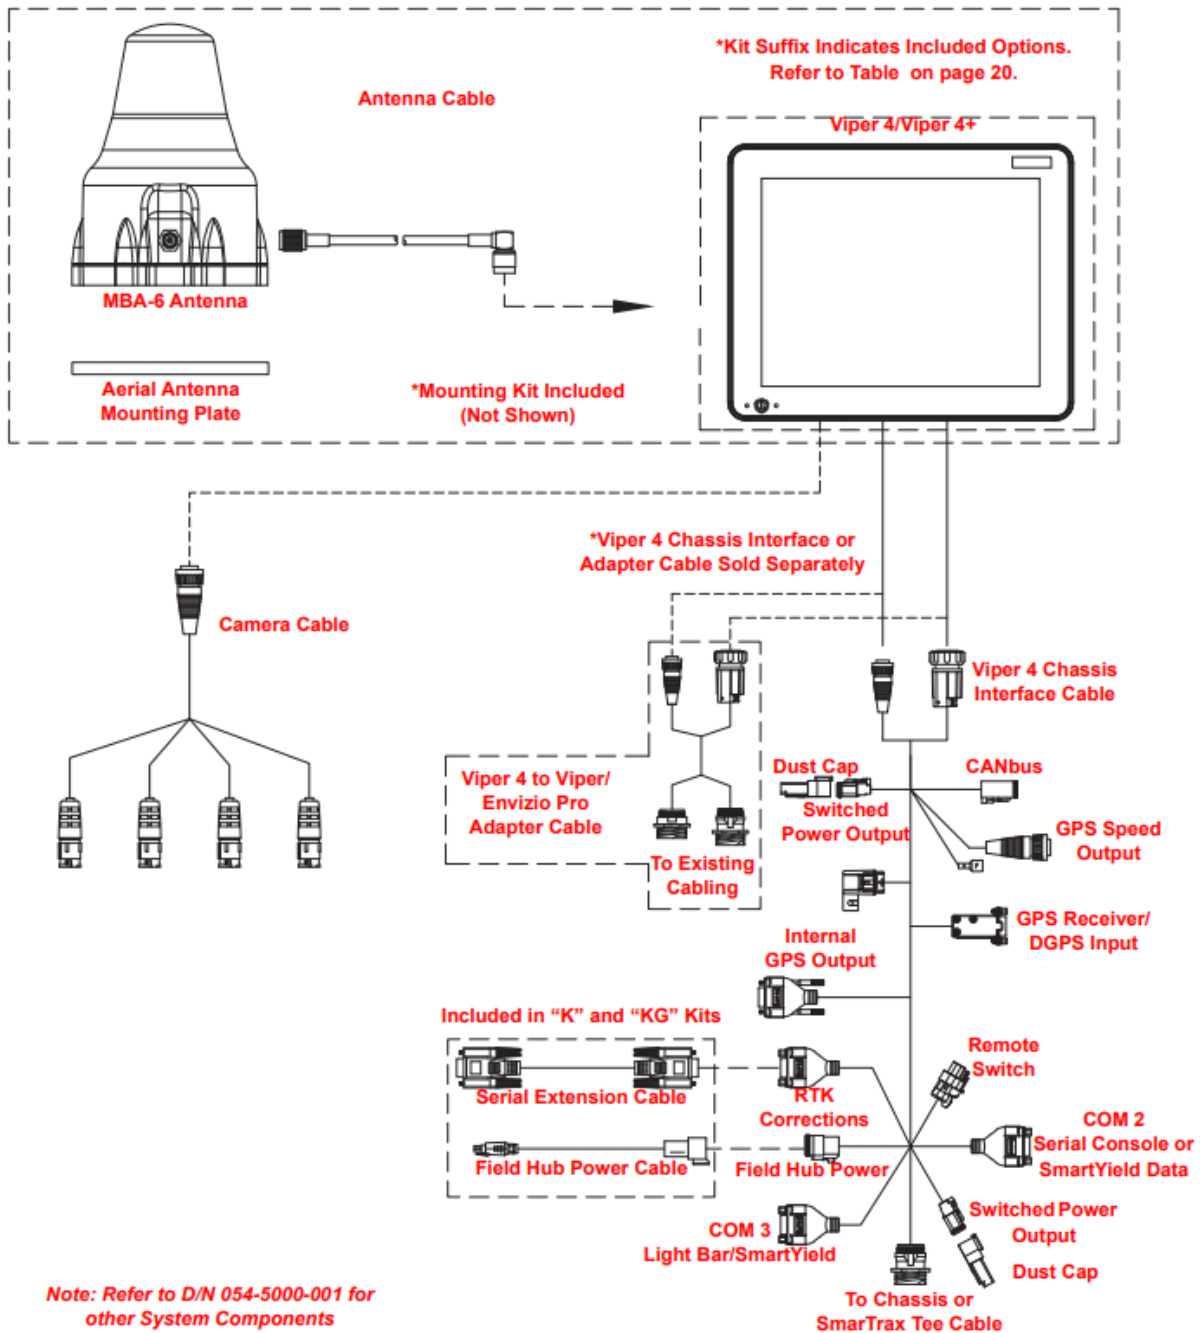 *Kit Suffix Indicates Included Options.
Refer to Table on page 20.
Antenna Cable
Viper 4/Viper 4+
MBA-6 Antenna
Aerial Antenna
Mounting Plate
*Mounting Kit Included
(Not Shown)
*Viper 4 Chassis Interface or
Adapter Cable Sold Separately
Camera Cable
Viper 4 Chassis
Interface Cable
Viper 4 to Viper/
Envizio Pro
Adapter Cable
Dust Cap
Switched
Power Output
CANbus
GPS Speed
Output
To Existing
Cabling
GPS Receiver/
DGPS Input
Internal
GPS Output
Included in “K” and “KG” Kits
Serial Extension Cable
RTK
Corrections
Remote
Switch
COM 2
Serial Console or
SmartYield Data
Field Hub Power Cable
Field Hub Power
COM 3
Light Bar/SmartYield
Switched Power
Output
Dust Cap
To Chassis or
SmarTrax Tee Cable
Note: Refer to D/N 054-5000-001 for
other System Components